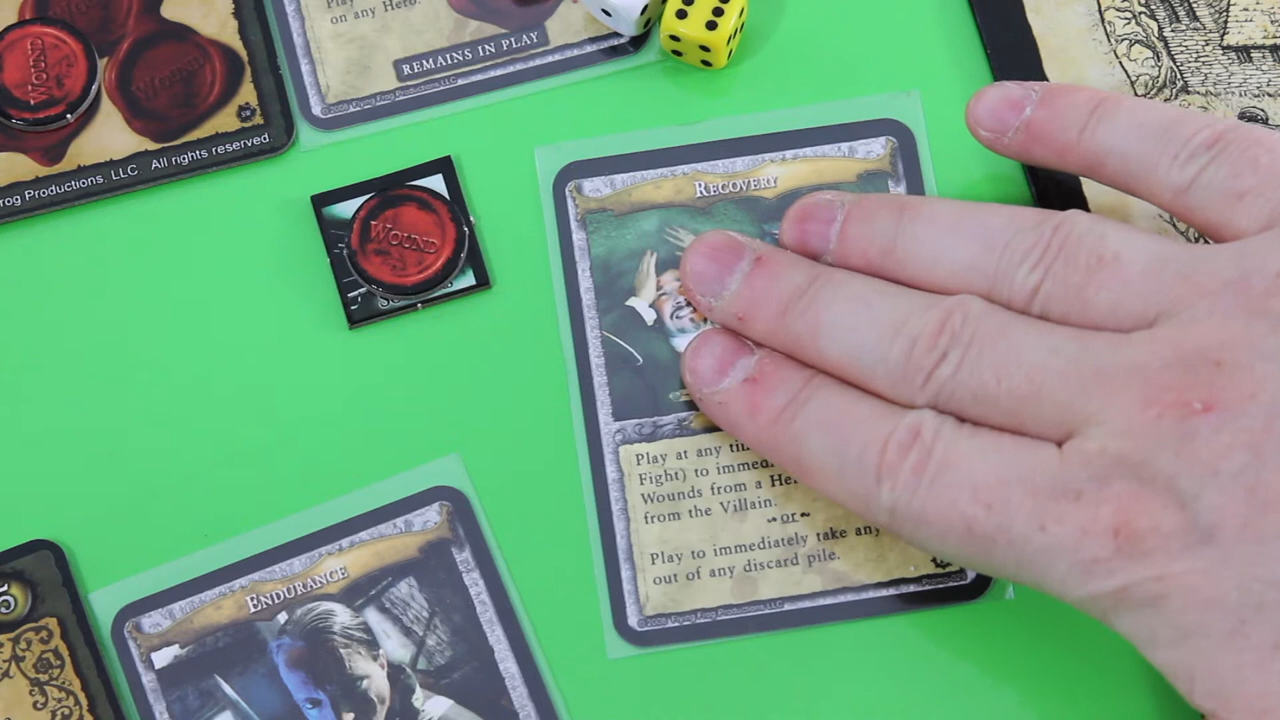 Play
on any Hero.
REMAINS IN PLAY
© 2008 Flying Frog Productions, LLC
WOUND
WOUND
rog Productions, LLC. All rights reserved.
WOUND
RECOVERY
Play at any
Fight) to
Wounds from a
from the Villain.
or
Play to immediately take any
out of any discard pile.
Promo
© 2008 Flying Frog Productions, LLC
ENDURANCE